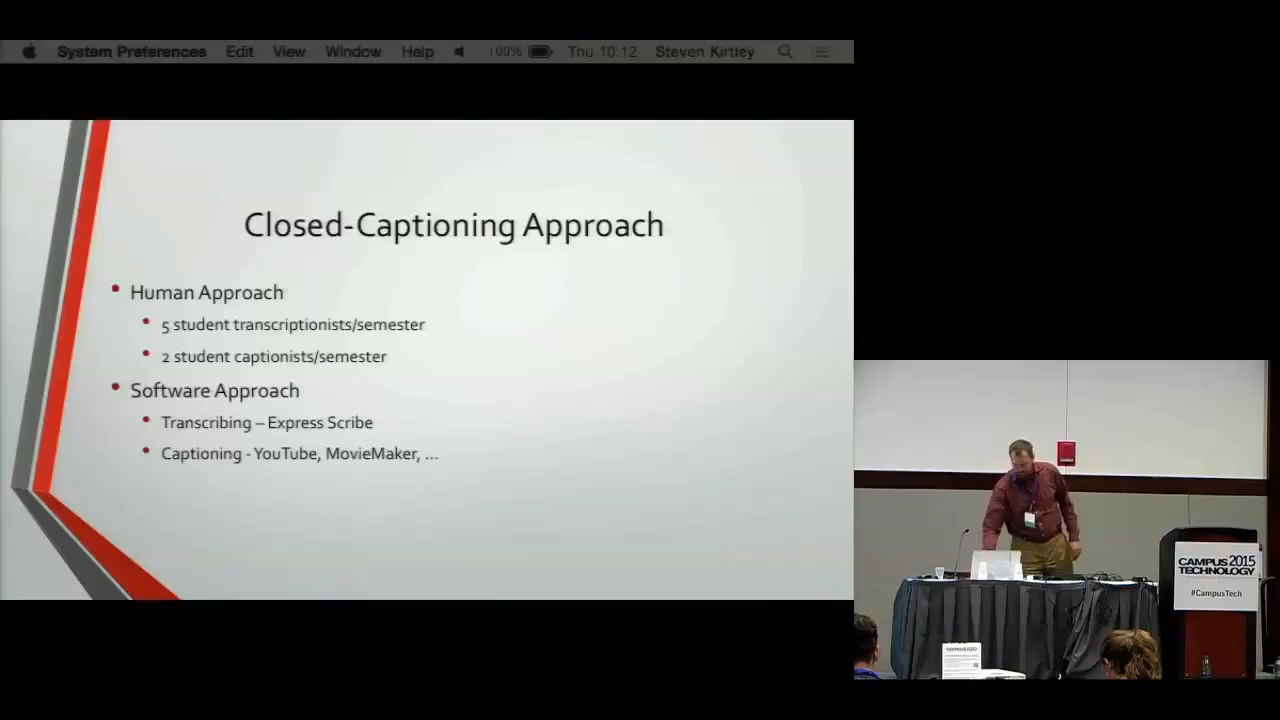 System Preferences Edit View Window Help 100% Thu 10:12 Steven Kirtley
Closed-Captioning Approach
• Human Approach
• 5 student transcriptionists/semester
• 2 student captionists/semester
• Software Approach
• Transcribing – Express Scribe
• Captioning - YouTube, MovieMaker, ...
CAMPUS 2015
TECHNOLOGY
#CampusTech